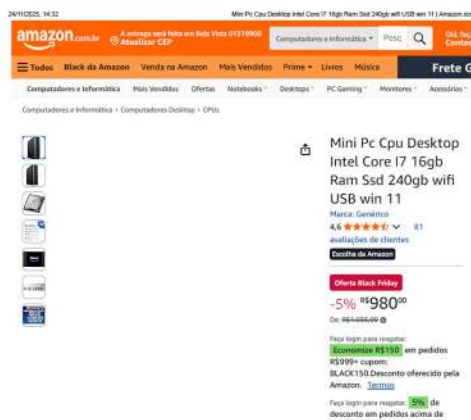 24/11/2025, 14:32
Mini Pc Cpu Desktop Intel Core I7 16gb Ram Ssd 240gb wifi USB win 11 | Amazon.co
amazon.com.br
A entrega será feita em Bela Vista 01319900
Atualizar CEP
Computadores e Informática
Pesq
Olá, faç
Contas
Todos
Black da Amazon
Venda na Amazon
Mais Vendidos
Prime
Livros
Música
Frete G
Computadores e Informática
Mais Vendidos
Ofertas
Notebooks
Desktops
PC Gaming
Monitores
Acessórios
Computadores e Informática › Computadores Desktop › CPUs
Mini Pc Cpu Desktop
Intel Core I7 16gb
Ram Ssd 240gb wifi
USB win 11
Marca: Genérico
4,6
81
avaliações de clientes
Escolha da Amazon
Oferta Black Friday
-5% R$98000
De:
Faça login para resgatar.
Economize R$150 em pedidos
R$999+ cupom:
BLACK150.Desconto oferecido pela
Amazon. Termos
Faça login para resgatar. 5% de
desconto em pedidos acima de